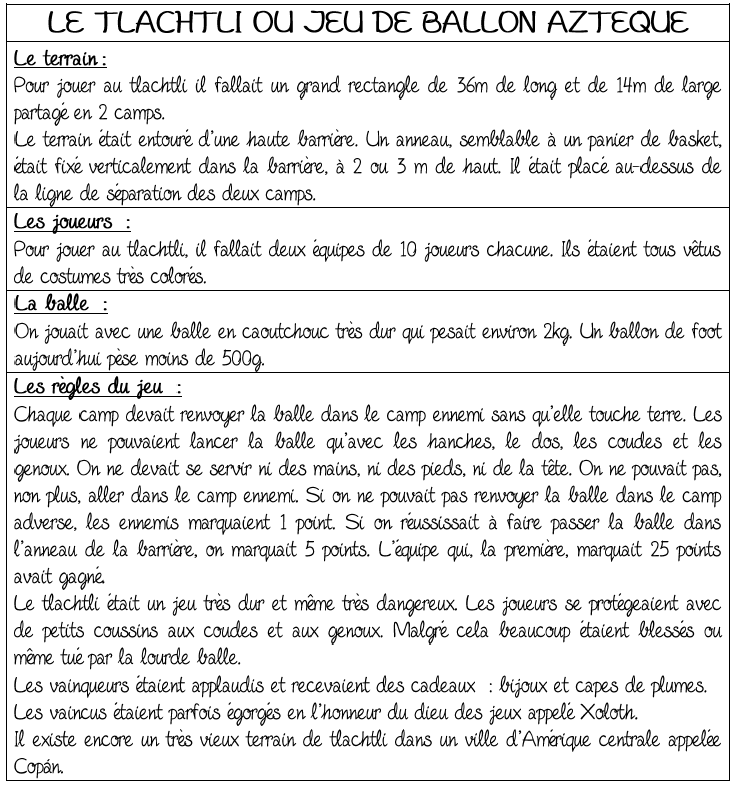 LE TLACHTLI OU JEU DE BALLON AZTEQUE
Le terrain :
Pour jouer au tlachtli il fallait un grand rectangle de 36m de long et de 14m de large
partagé en 2 camps.
Le terrain était entouré d'une haute barrière. Un anneau, semblable à un panier de basket,
était fixé verticalement dans la barrière, à 2 ou 3 m de haut. Il était placé au-dessus de
la ligne de séparation des deux camps.
Les joueurs :
Pour jouer au tlachtli, il fallait deux équipes de 10 joueurs chacune. Ils étaient tous vêtus
de costumes très colorés.
La balle :
On jouait avec une balle en caoutchouc très dur qui pesait environ 2kg. Un ballon de foot
aujourd'hui pèse moins de 500g.
Les règles du jeu :
Chaque camp devait renvoyer la balle dans le camp ennemi sans qu'elle touche terre. Les
joueurs ne pouvaient lancer la balle qu'avec les hanches, le dos, les coudes et les
genoux. On ne devait se servir ni des mains, ni des pieds, ni de la tête. On ne pouvait pas,
non plus, aller dans le camp ennemi. Si on ne pouvait pas renvoyer la balle dans le camp
adverse, les ennemis marquaient 1 point. Si on réussissait à faire passer la balle dans
l'anneau de la barrière, on marquait 5 points. L'équipe qui, la première, marquait 25 points
avait gagné.
Le tlachtli était un jeu très dur et même très dangereux. Les joueurs se protégeaient avec
de petits coussins aux coudes et aux genoux. Malgré cela beaucoup étaient blessés ou
même tué par la lourde balle.
Les vainqueurs étaient applaudis et recevaient des cadeaux : bijoux et capes de plumes.
Les vaincus étaient parfois égorgés en l'honneur du dieu des jeux appelé Xoloth.
Il existe encore un très vieux terrain de tlachtli dans un ville d'Amérique centrale appelée
Copán.